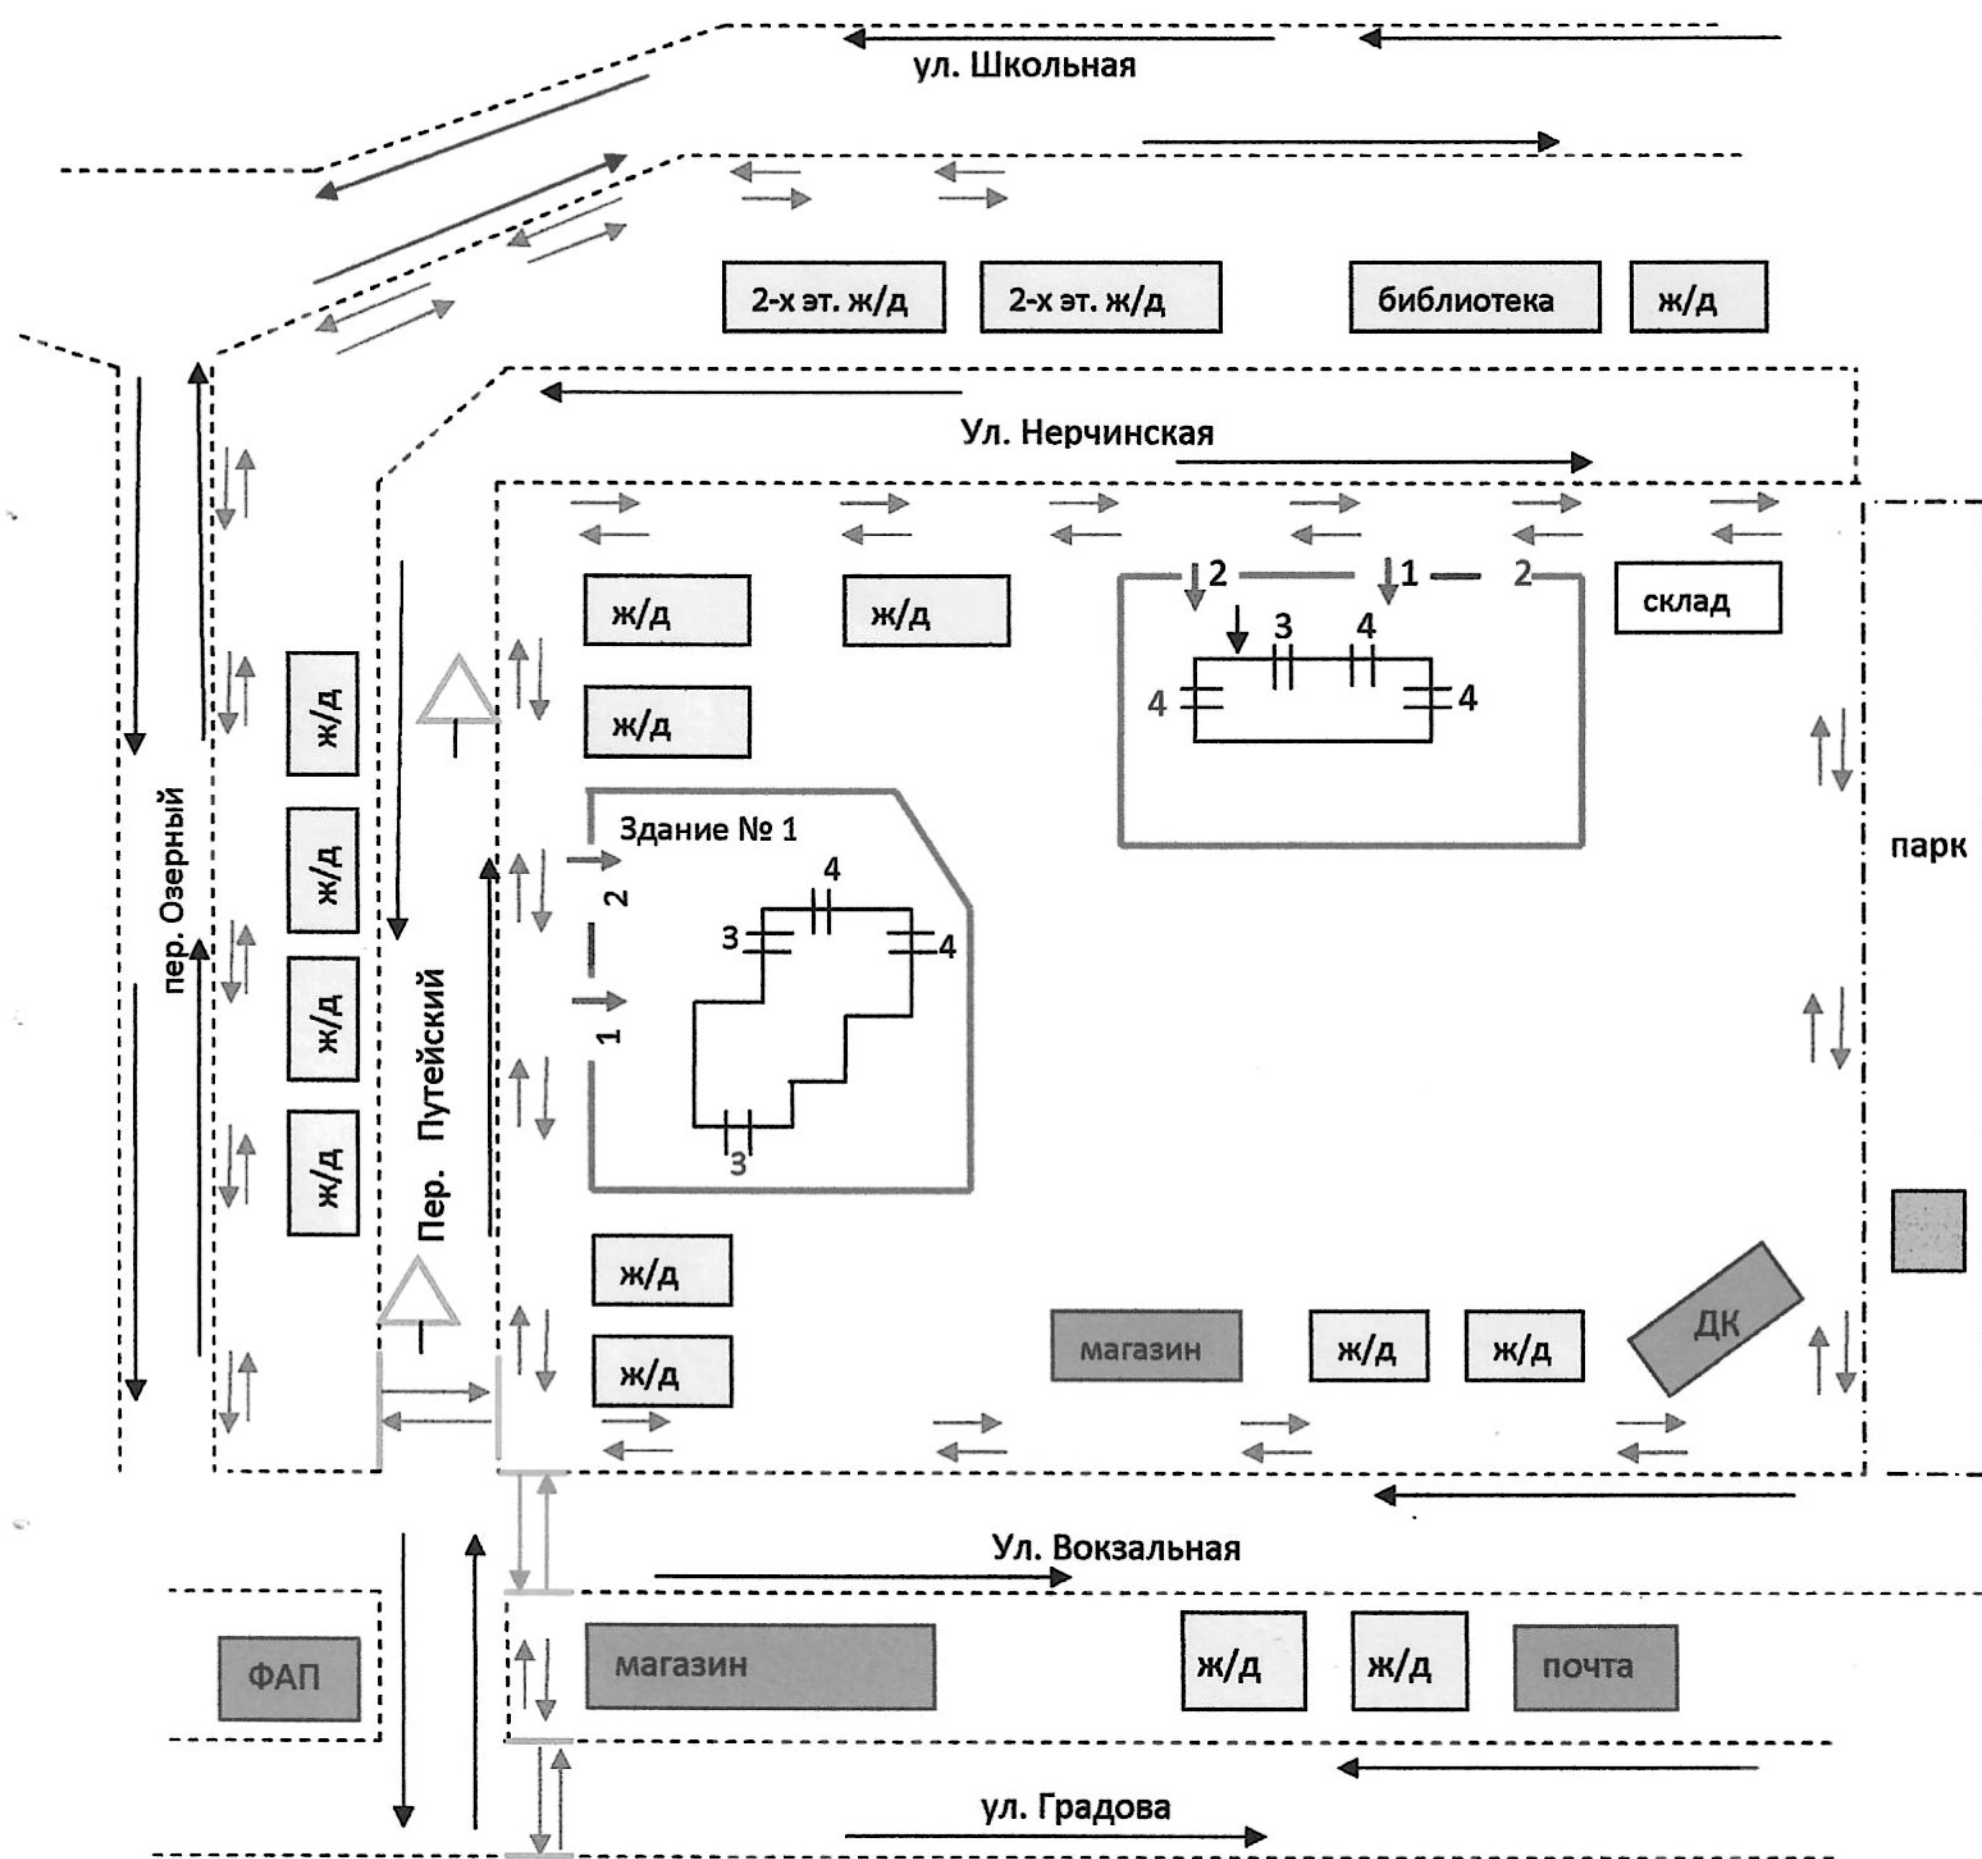 ул. Школьная
2-х эт. ж/д
2-х эт. ж/д
библиотека
ж/д
Ул. Нерчинская
2
1
2
склад
ж/д
ж/д
3
4
4
4
ж/д
ж/д
пер. Озерный
Здание № 1
парк
ж/д
4
2
3
4
ж/д
Пер. Путейский
1
ж/д
3
ж/д
ж/д
магазин
ж/д
ж/д
ДК
Ул. Вокзальная
ФАП
магазин
ж/д
ж/д
почта
ул. Градова